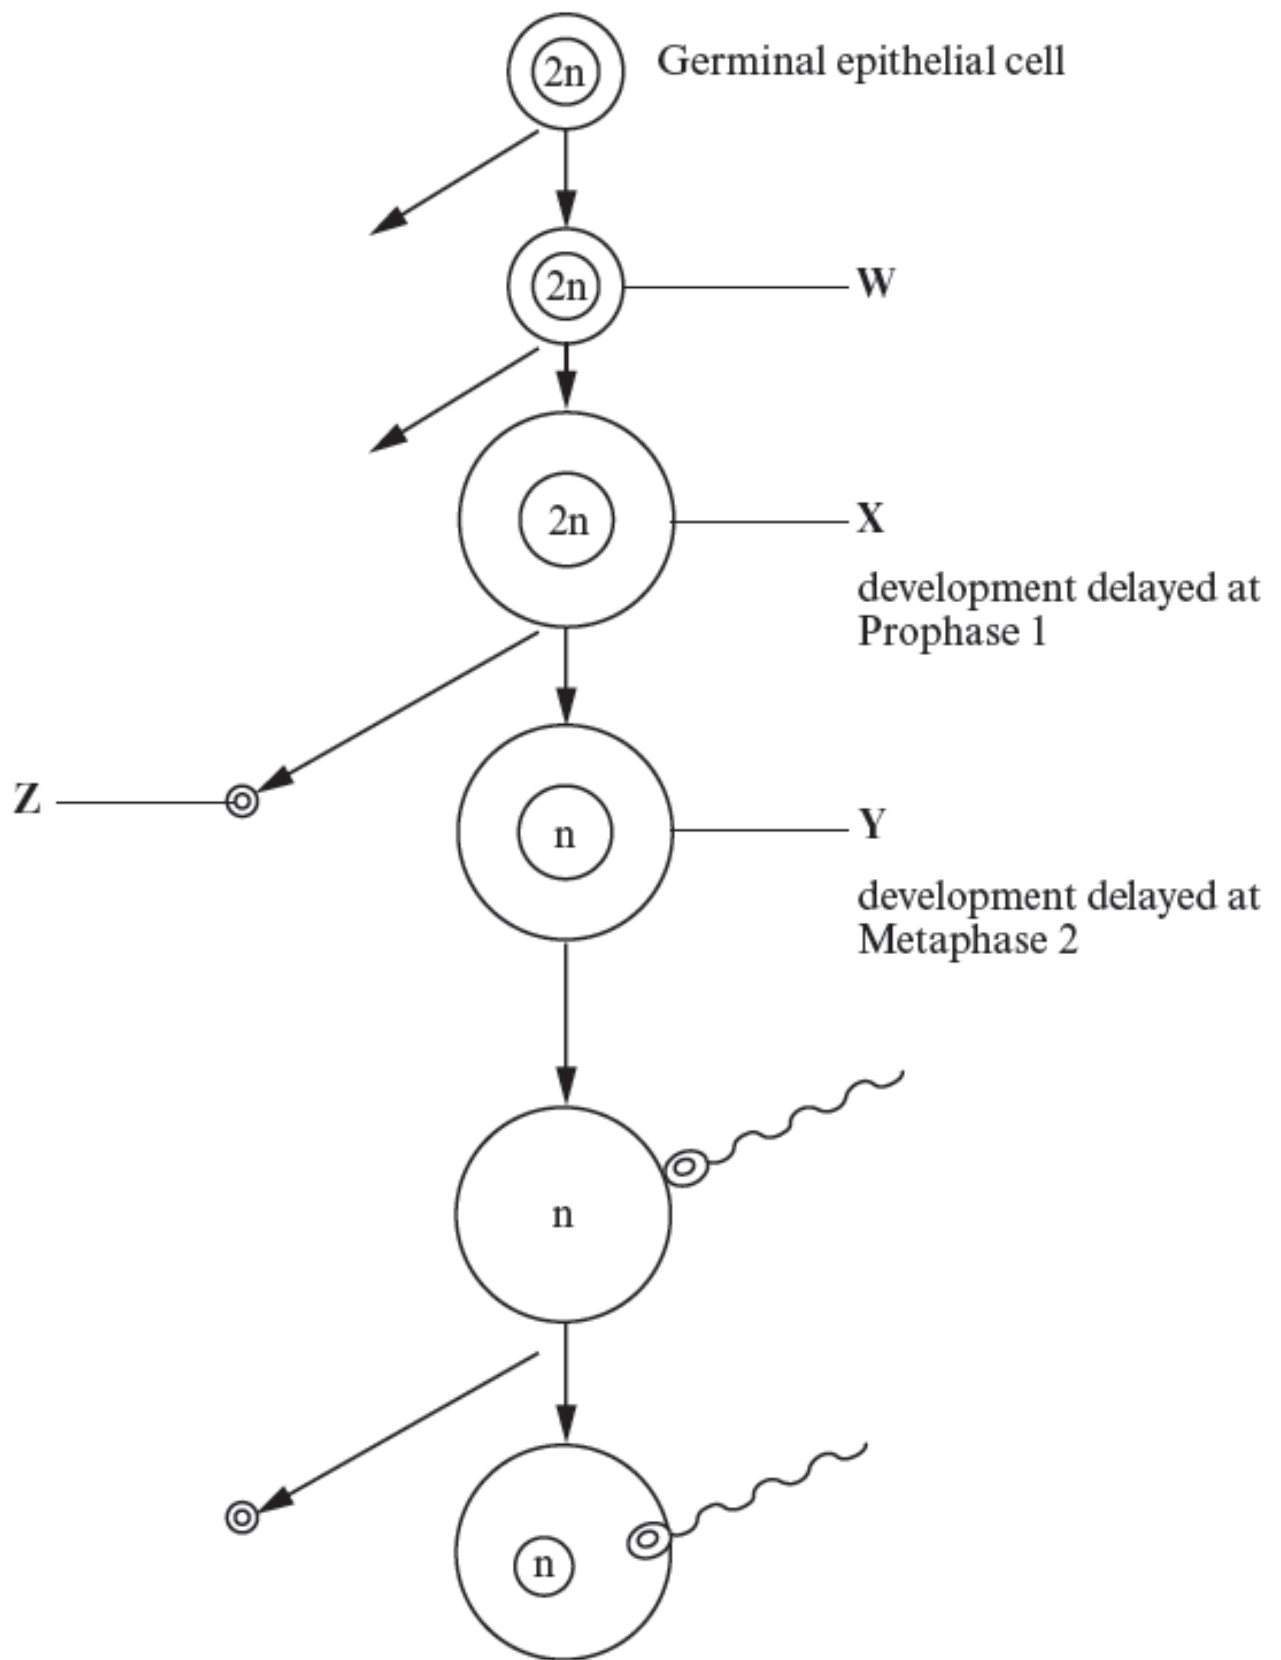 2n
Germinal epithelial cell
2n
W
2n
X
development delayed at
Prophase 1
Z
n
Y
development delayed at
Metaphase 2
n
n